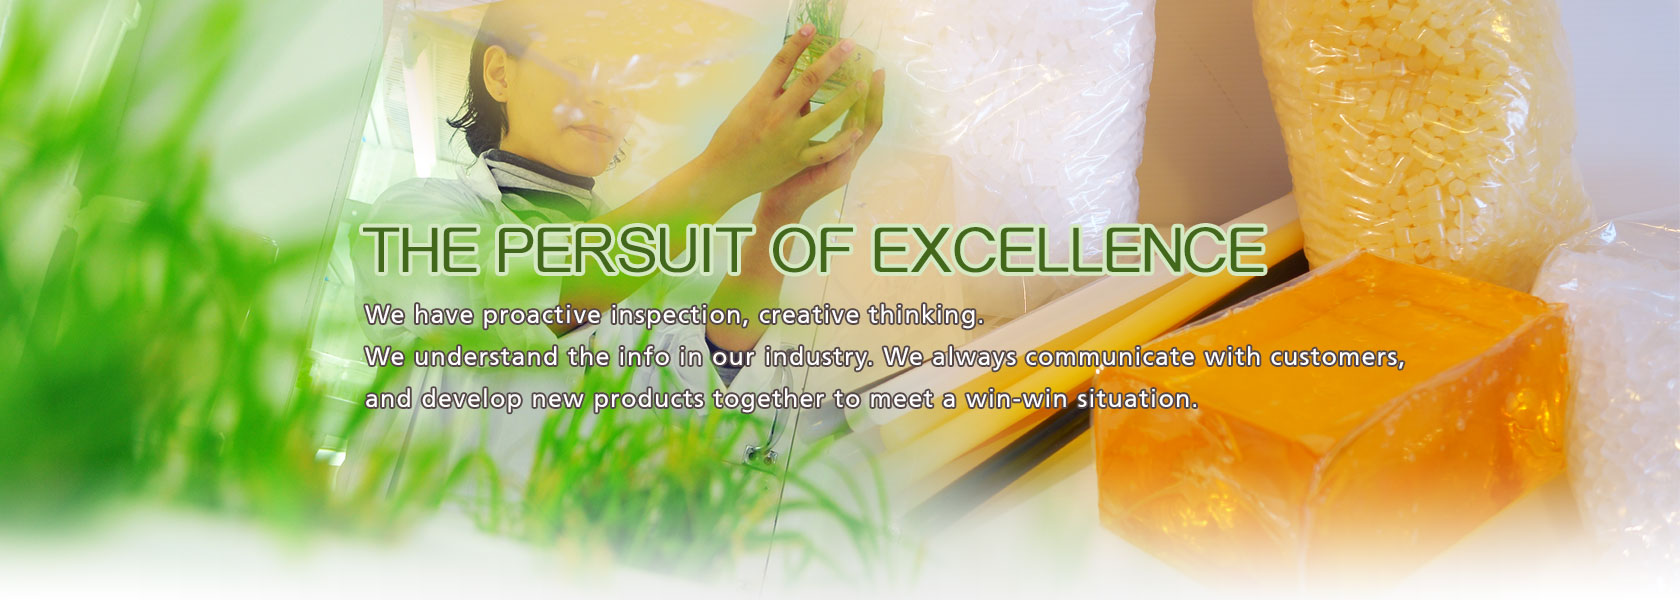 THE PERSUIT OF EXCELLENCE
We have proactive inspection, creative thinking.
We understand the info in our industry. We always communicate with customers,
and develop new products together to meet a win-win situation.